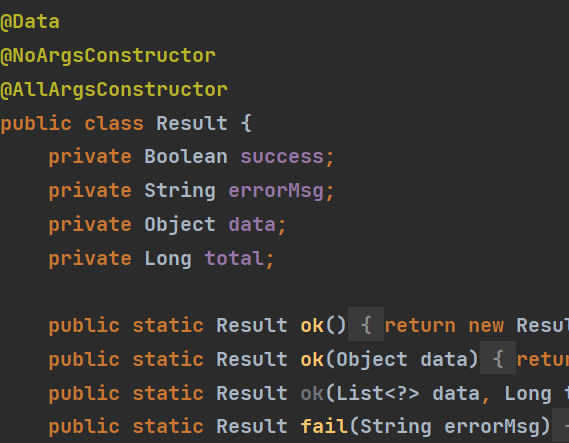 @Data
@NoArgsConstructor
@AllArgsConstructor
public class Result {
    private Boolean success;
    private String errorMsg;
    private Object data;
    private Long total;
    public static Result ok() { return new Resul
    public static Result ok(Object data) { retur
    public static Result ok(List<?> data, Long t
    public static Result fail(String errorMsg) {